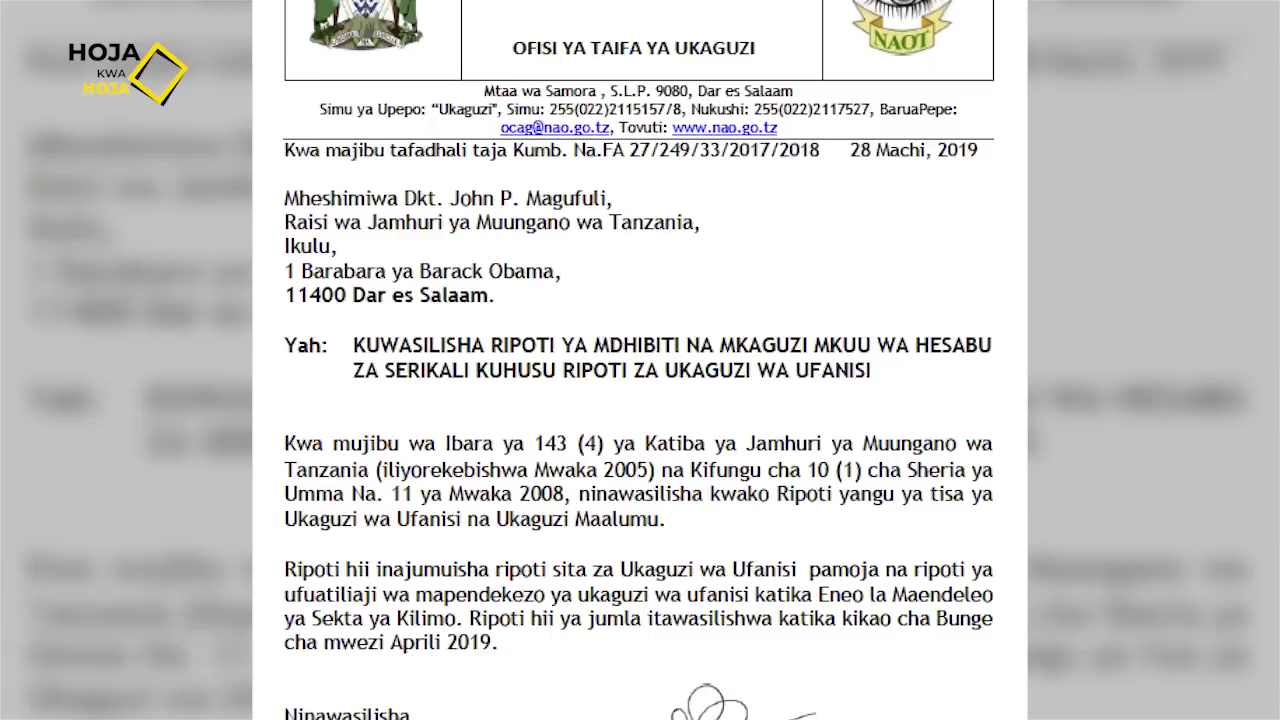 HOJA
KWA
HOJA
NAOT
OFISI YA TAIFA YA UKAGUZI
Mtaa wa Samora , S.L.P. 9080, Dar es Salaam
Simu ya Upepo: “Ukaguzi", Simu: 255(022)2115157/8, Nukushi: 255(022)2117527, BaruaPepe:
ocag@nao.go.tz, Tovuti: www.nao.go.tz
Kwa majibu tafadhali taja Kumb. Na.FA 27/249/33/2017/2018 28 Machi, 2019
Mheshimiwa Dkt. John P. Magufuli,
Raisi wa Jamhuri ya Muungano wa Tanzania,
Ikulu,
1 Barabara ya Barack Obama,
11400 Dar es Salaam.
Yah: KUWASILISHA RIPOTI YA MDHIBITI NA MKAGUZI MKUU WA HESABU
ZA SERIKALI KUHUSU RIPOTI ZA UKAGUZI WA UFANISI
Kwa mujibu wa Ibara ya 143 (4) ya Katiba ya Jamhuri ya Muungano wa
Tanzania (iliyorekebishwa Mwaka 2005) na Kifungu cha 10 (1) cha Sheria ya
Umma Na. 11 ya Mwaka 2008, ninawasilisha kwako Ripoti yangu ya tisa ya
Ukaguzi wa Ufanisi na Ukaguzi Maalumu.
Ripoti hii inajumuisha ripoti sita za Ukaguzi wa Ufanisi pamoja na ripoti ya
ufuatiliaji wa mapendekezo ya ukaguzi wa ufanisi katika Eneo la Maendeleo
ya Sekta ya Kilimo. Ripoti hii ya jumla itawasilishwa katika kikao cha Bunge
cha mwezi Aprili 2019.
Ninawasilisha